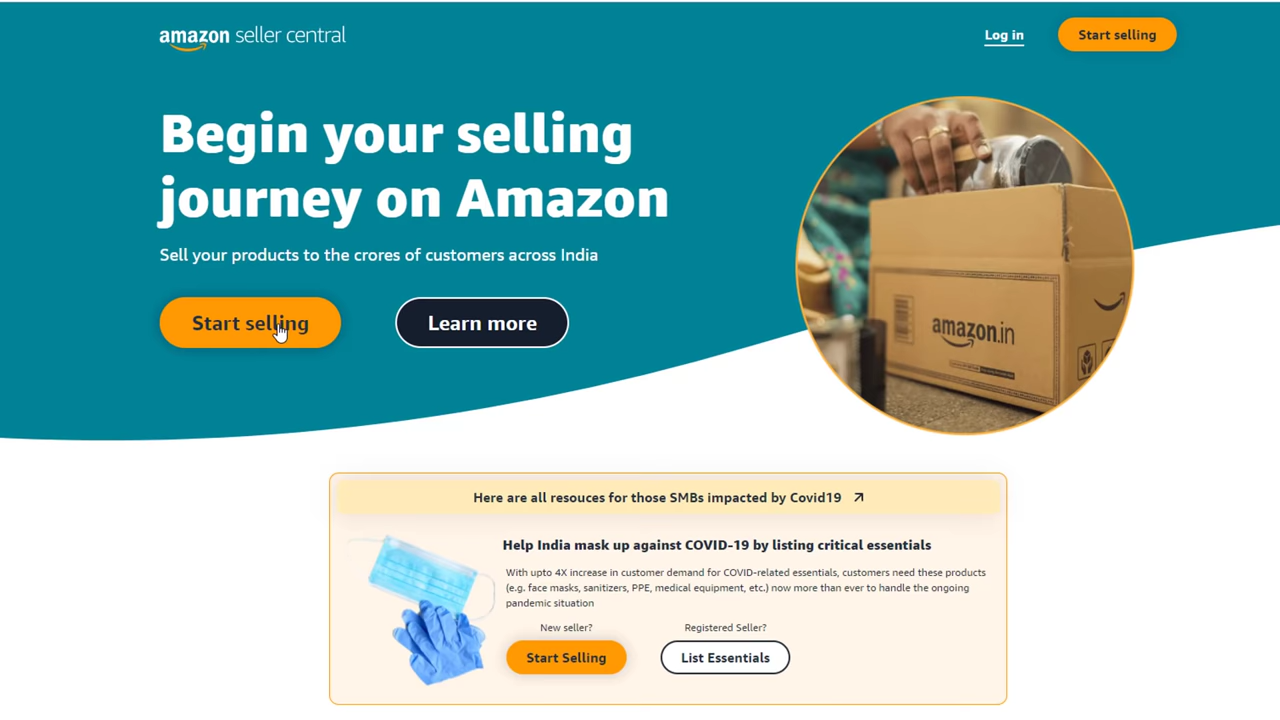 amazon seller central
Log in
Start selling
Begin your selling
journey on Amazon
Sell your products to the crores of customers across India
Start selling
Learn more
amazon.in
Here are all resouces for those SMBs impacted by Covid19
Help India mask up against COVID-19 by listing critical essentials
With upto 4X increase in customer demand for COVID-related essentials, customers need these products
(e.g. face masks, sanitizers, PPE, medical equipment, etc.) now more than ever to handle the ongoing
pandemic situation
New seller?
Registered Seller?
Start Selling
List Essentials